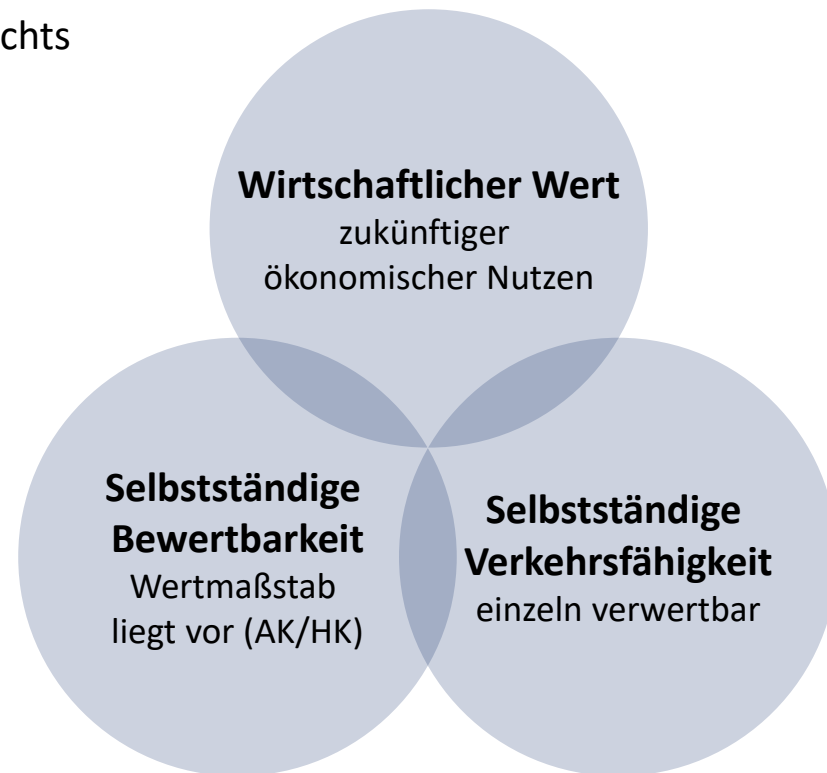 chts
Wirtschaftlicher Wert
zukünftiger
ökonomischer Nutzen
Selbstständige
Bewertbarkeit
Wertmaßstab
liegt vor (AK/HK)
Selbstständige
Verkehrsfähigkeit
einzeln verwertbar